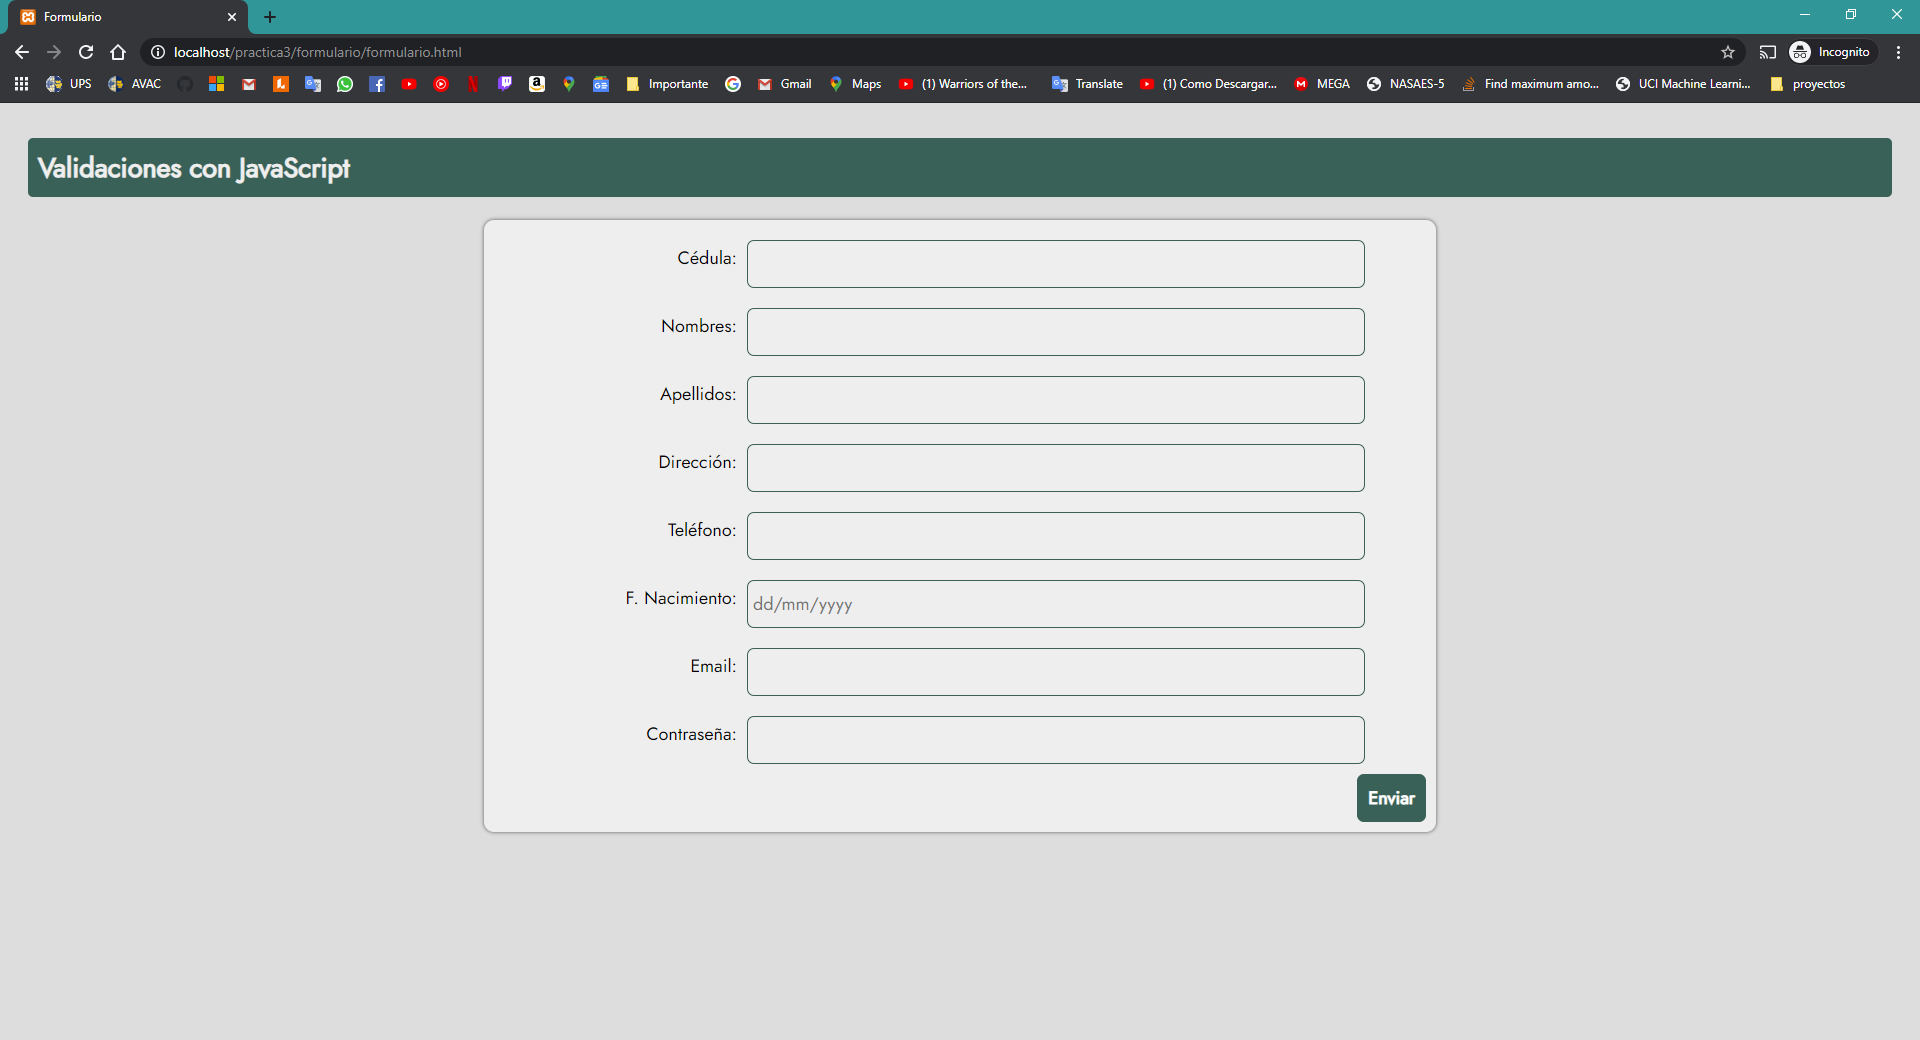 Formulario
localhost/practica3/formulario/formulario.html
Incognito
UPS AVAC Importante Gmail Maps (1) Warriors of the... Translate (1) Como Descargar... MEGA NASAES-5 Find maximum amo... UCI Machine Learni... proyectos
Validaciones con JavaScript
Cédula:
Nombres:
Apellidos:
Dirección:
Teléfono:
F. Nacimiento: dd/mm/yyyy
Email:
Contraseña:
Enviar